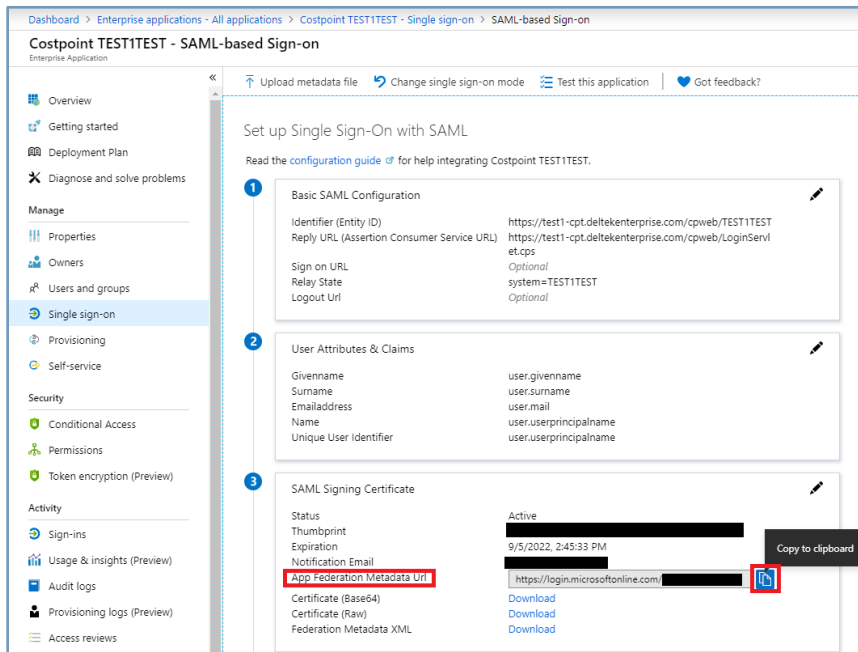 Dashboard > Enterprise applications - All applications > Costpoint TEST1TEST - Single sign-on > SAML-based Sign-on
Costpoint TEST1TEST - SAML-based Sign-on
Enterprise Application
«
Overview
Getting started
Deployment Plan
Diagnose and solve problems
Manage
Properties
Owners
Users and groups
Single sign-on
Provisioning
Self-service
Security
Conditional Access
Permissions
Token encryption (Preview)
Activity
Sign-ins
Usage & insights (Preview)
Audit logs
Provisioning logs (Preview)
Access reviews
Upload metadata file Change single sign-on mode Test this application Got feedback?
Set up Single Sign-On with SAML
Read the configuration guide for help integrating Costpoint TEST1TEST.
1
Basic SAML Configuration
Identifier (Entity ID) https://test1-cpt.deltekenterprise.com/cpweb/TEST1TEST
Reply URL (Assertion Consumer Service URL) https://test1-cpt.deltekenterprise.com/cpweb/LoginServl
et.cps
Sign on URL Optional
Relay State system=TEST1TEST
Logout Url Optional
2
User Attributes & Claims
Givenname user.givenname
Surname user.surname
Emailaddress user.mail
Name user.userprincipalname
Unique User Identifier user.userprincipalname
3
SAML Signing Certificate
Status Active
Thumbprint
Expiration 9/5/2022, 2:45:33 PM
Notification Email
App Federation Metadata Url https://login.microsoftonline.com/
Copy to clipboard
Certificate (Base64) Download
Certificate (Raw) Download
Federation Metadata XML Download